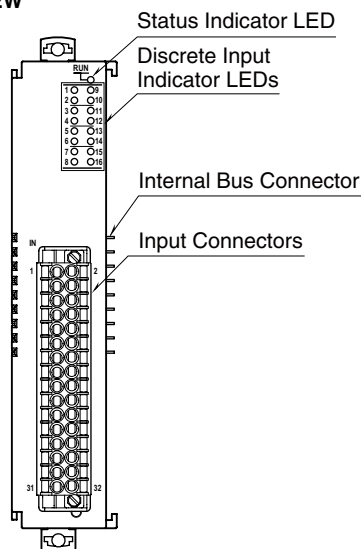 EW
Status Indicator LED
RUN
Discrete Input
Indicator LEDs
1 9
2 10
3 11
4 12
5 13
6 14
7 15
8 16
Internal Bus Connector
IN
Input Connectors
1 2
31 32